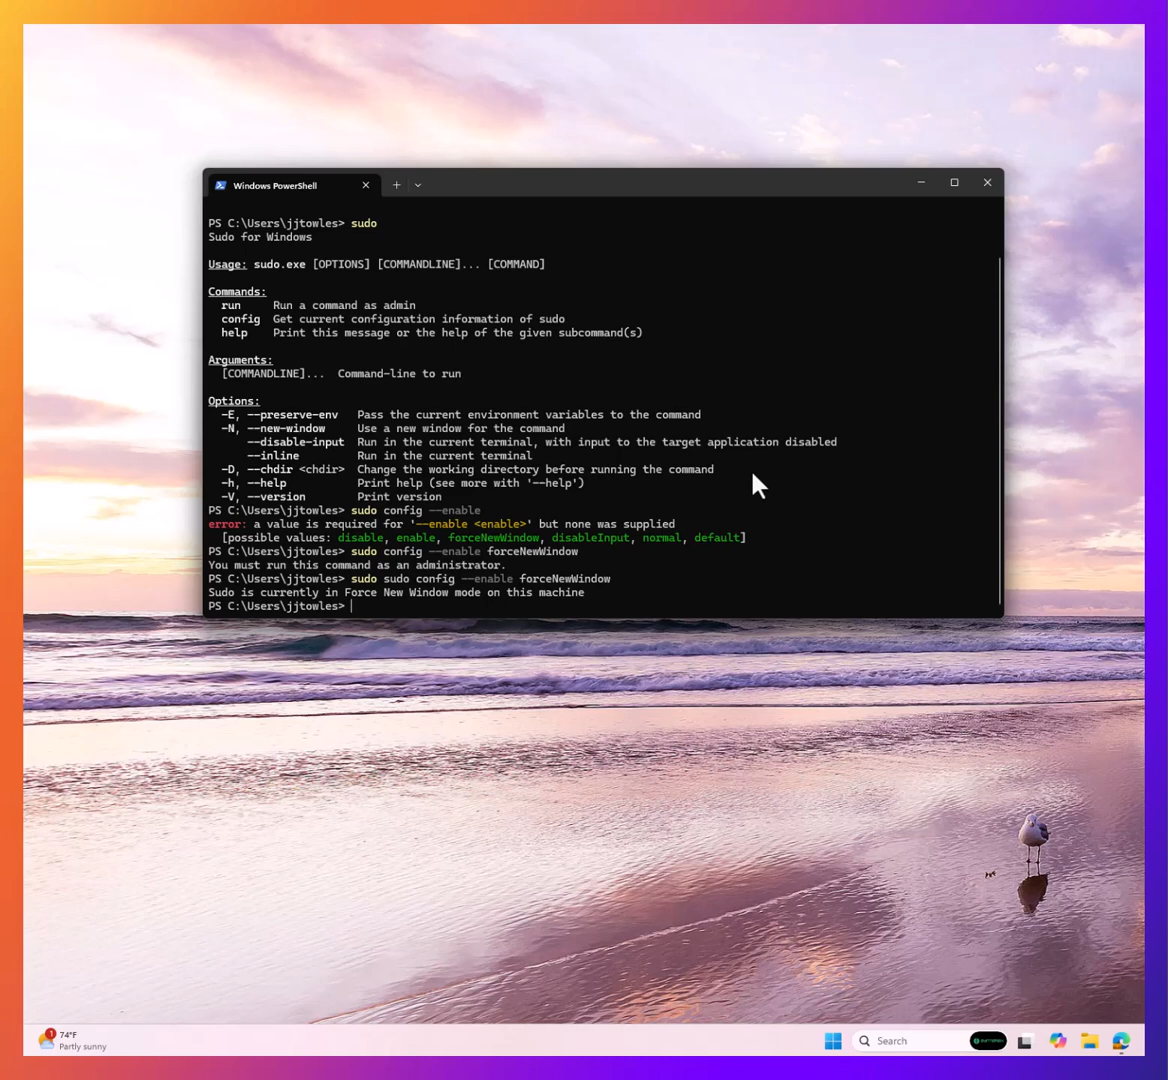 Windows PowerShell
PS C:\Users\jjtowles> sudo
Sudo for Windows
Usage: sudo.exe [OPTIONS] [COMMANDLINE]... [COMMAND]
Commands:
run Run a command as admin
config Get current configuration information of sudo
help Print this message or the help of the given subcommand(s)
Arguments:
[COMMANDLINE]... Command-line to run
Options:
-E, --preserve-env Pass the current environment variables to the command
-N, --new-window Use a new window for the command
--disable-input Run in the current terminal, with input to the target application disabled
--inline Run in the current terminal
-D, --chdir <chdir> Change the working directory before running the command
-h, --help Print help (see more with '--help')
-V, --version Print version
PS C:\Users\jjtowles> sudo config --enable
error: a value is required for '--enable <enable>' but none was supplied
[possible values: disable, enable, forceNewWindow, disableInput, normal, default]
PS C:\Users\jjtowles> sudo config --enable forceNewWindow
You must run this command as an administrator.
PS C:\Users\jjtowles> sudo sudo config --enable forceNewWindow
Sudo is currently in Force New Window mode on this machine
PS C:\Users\jjtowles>
1
74°F
Partly sunny
Search